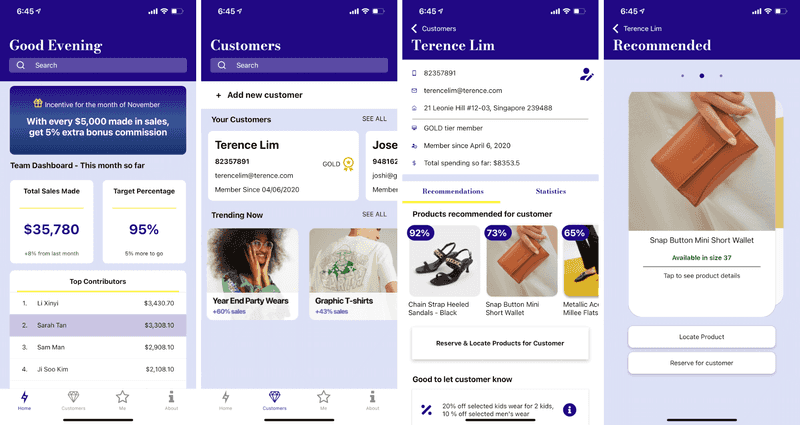 6:45
Good Evening
Search
Incentive for the month of November
With every $5,000 made in sales,
get 5% extra bonus commission
Team Dashboard - This month so far
Total Sales Made
$35,780
+8% from last month
Target Percentage
95%
5% more to go
Top Contributors
1. Li Xinyi $3,430.70
2. Sarah Tan $3,308.10
3. Sam Man $2,908.10
4. Ji Soo Kim $2,108.10
Home
Customers
Me
About
6:45
Customers
Search
+ Add new customer
Your Customers SEE ALL
Terence Lim
82357891
terencelim@terence.com
Member Since 04/06/2020
GOLD
Jose
948162
joshi@g
Member
Trending Now SEE ALL
Year End Party Wears
+60% sales
Graphic T-shirts
+43% sales
Home
Customers
Me
About
6:45
Customers
Terence Lim
82357891
terencelim@terence.com
21 Leonie Hill #12-03, Singapore 239488
GOLD tier member
Member since April 6, 2020
$ Total spending so far: $8353.5
Recommendations
Statistics
Products recommended for customer
92%
Chain Strap Heeled
Sandals - Black
73%
Snap Button Mini
Short Wallet
65%
Metallic Acc
Millee Flats
Reserve & Locate Products for Customer
Good to let customer know
%
20% off selected kids wear for 2 kids,
10 % off selected men's wear
6:45
Terence Lim
Recommended
Snap Button Mini Short Wallet
Available in size 37
Tap to see product details
Locate Product
Reserve for customer